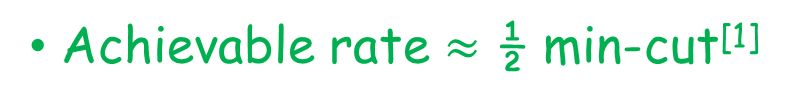 • Achievable rate ≈ ½ min-cut[1]